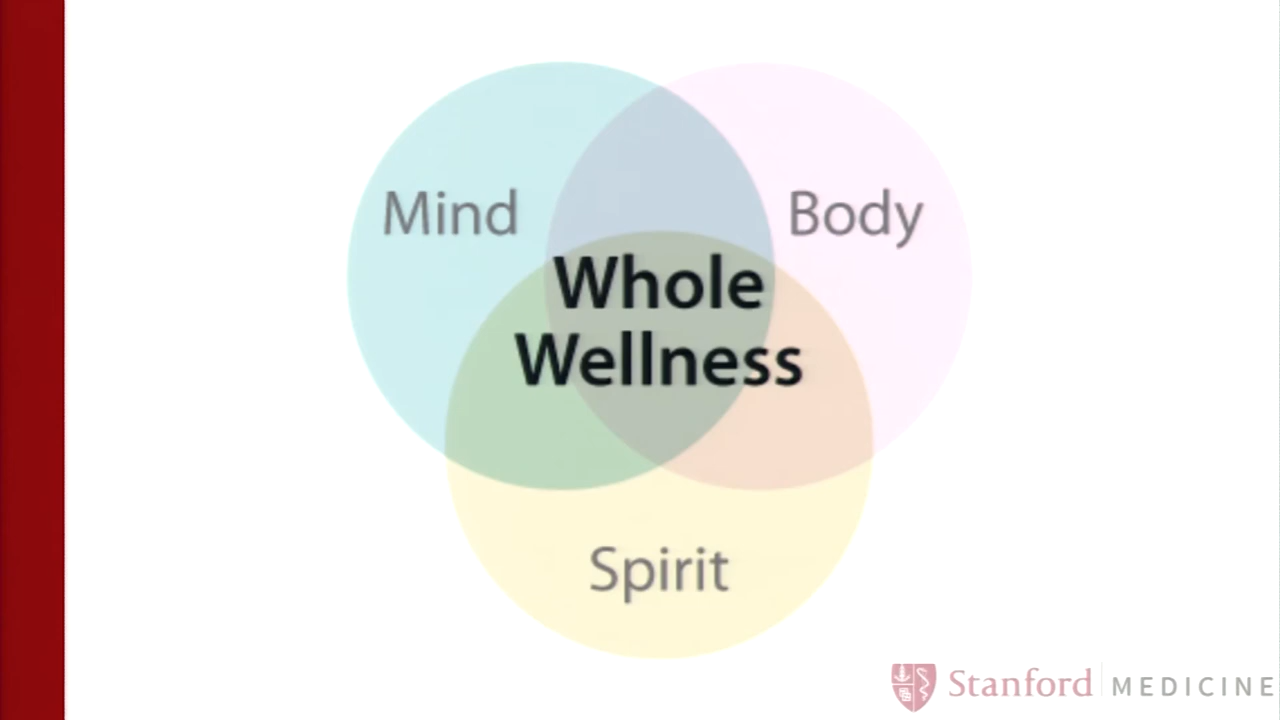 Mind
Body
Whole
Wellness
Spirit
Stanford MEDICINE